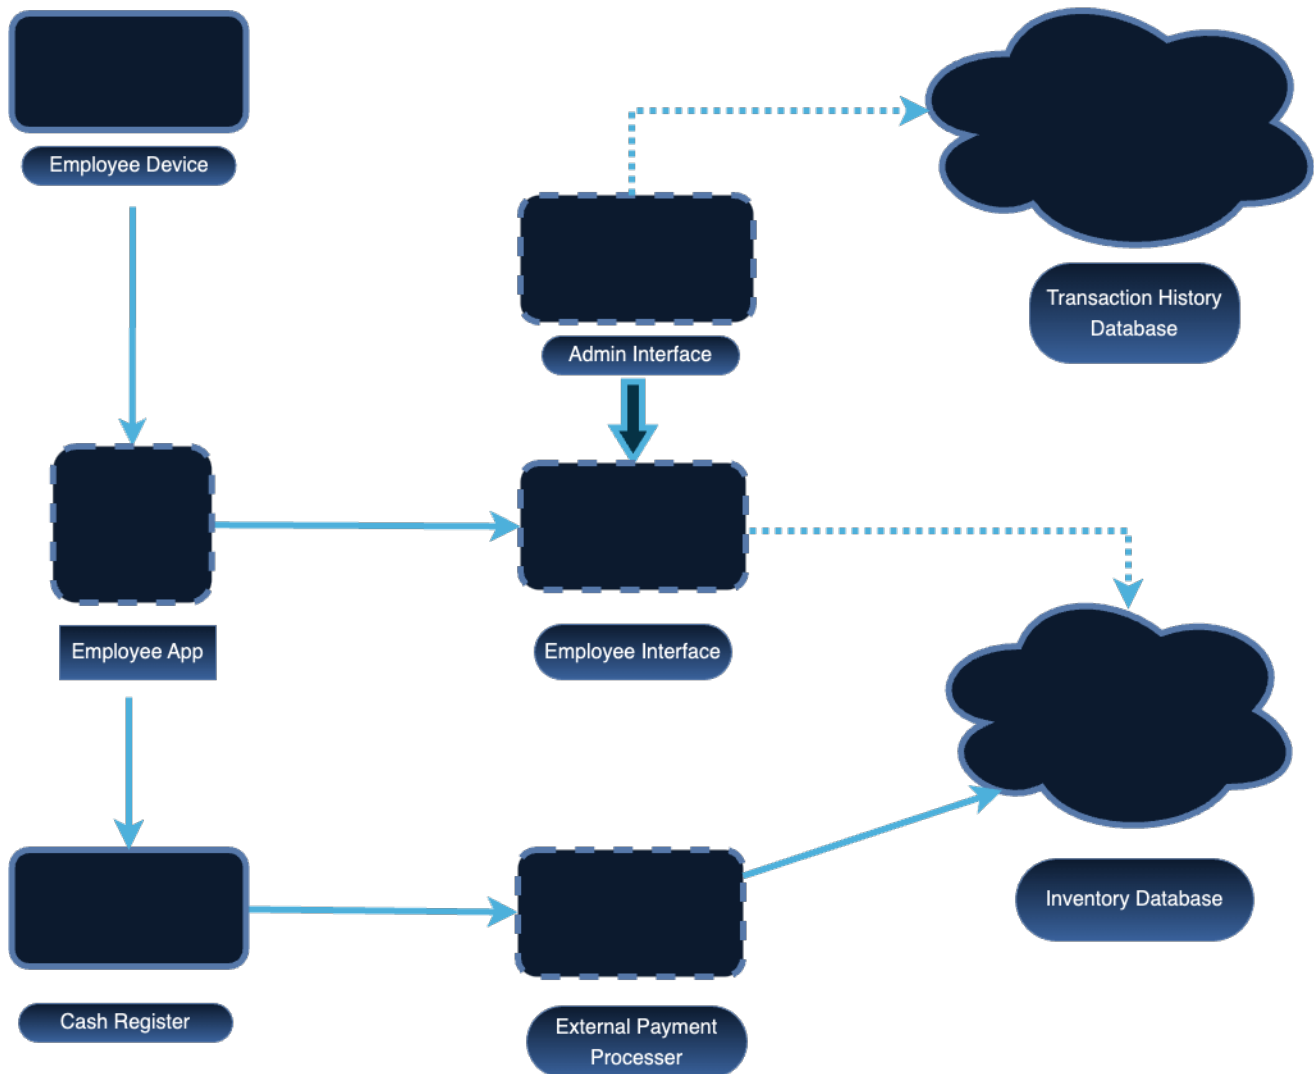 Employee Device
Transaction History
Database
Admin Interface
Employee App
Employee Interface
Inventory Database
Cash Register
External Payment
Processer